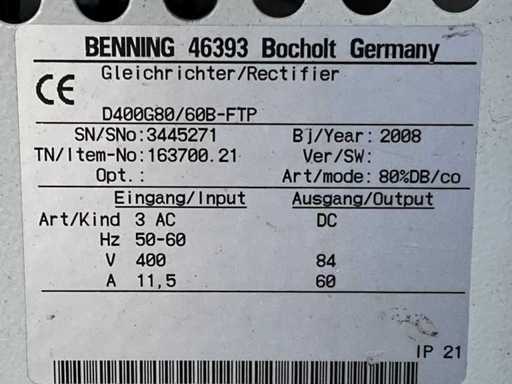 BENNING 46393 Bocholt Germany
Gleichrichter/Rectifier
CE
D400G80/60B-FTP
SN/SNo: 3445271 Bj/Year: 2008
TN/Item-No: 163700.21 Ver/SW:
Opt.: Art/mode: 80%DB/co
Eingang/Input Ausgang/Output
Art/Kind 3 AC DC
Hz 50-60
V 400 84
A 11,5 60
IP 21